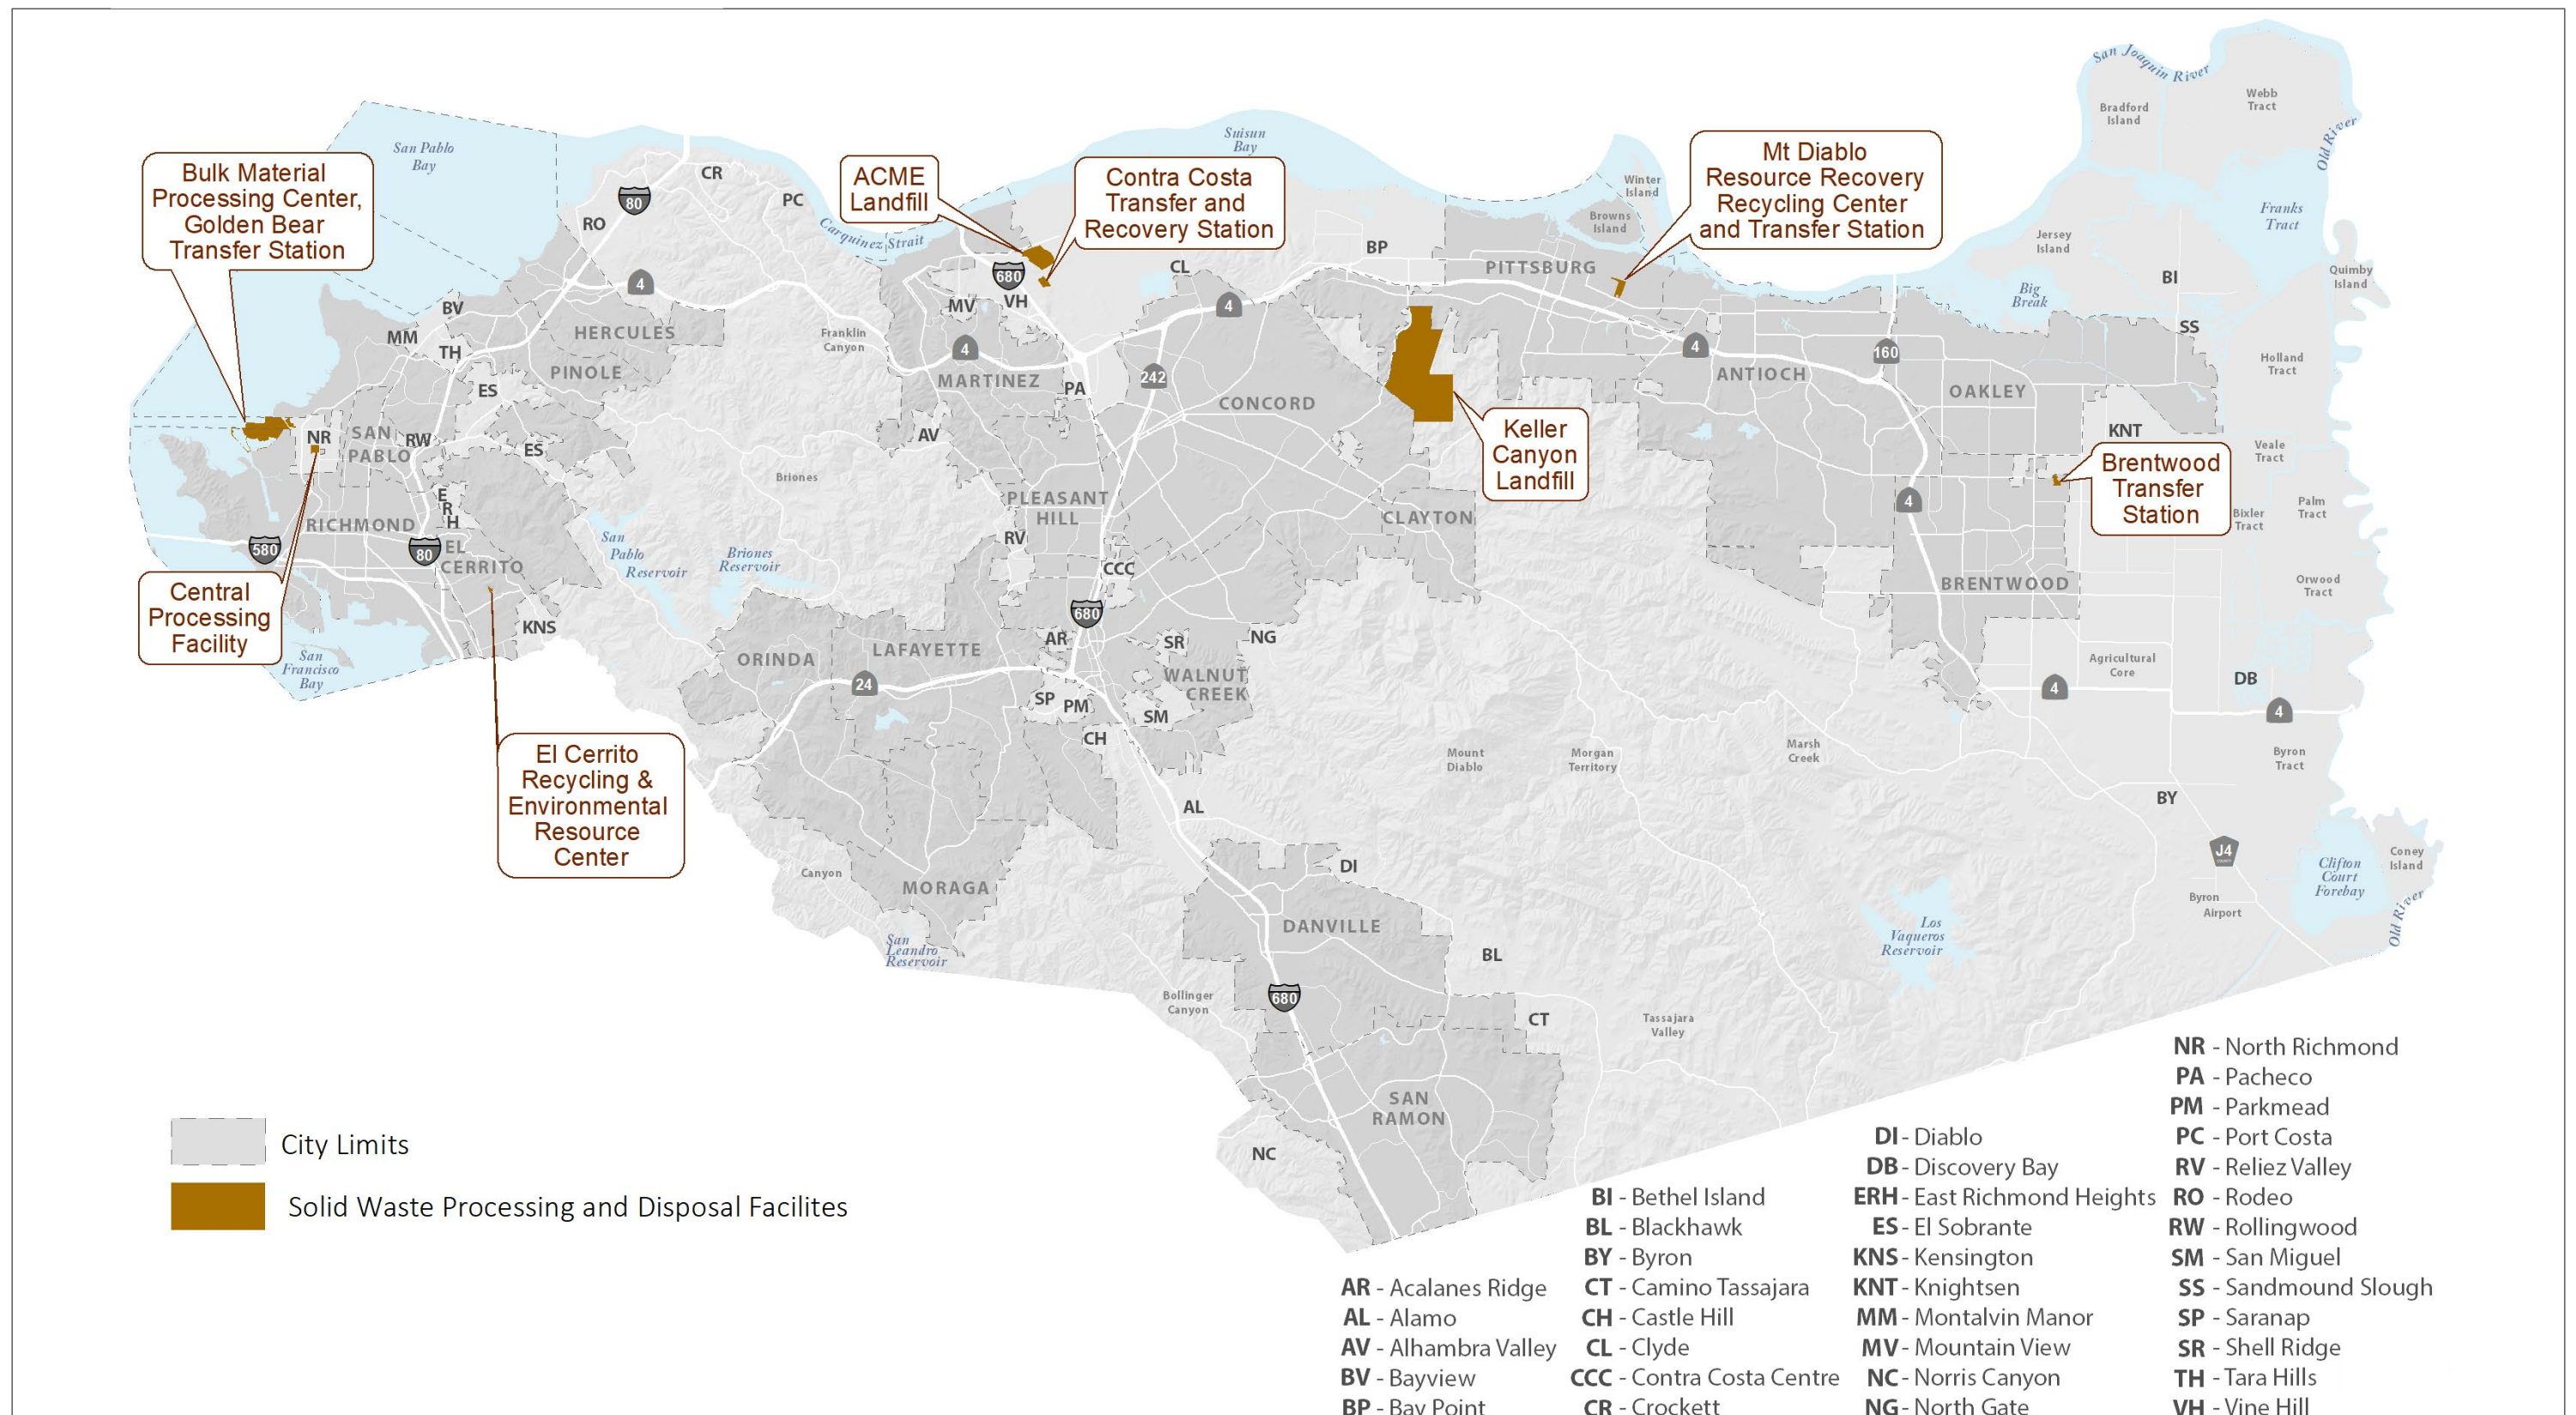 San Joaquin River
Webb
Tract
Bradford
Island
Old River
San Pablo
Bay
Suisun
Bay
Bulk Material
Processing Center,
Golden Bear
Transfer Station
ACME
Landfill
Contra Costa
Transfer and
Recovery Station
Mt Diablo
Resource Recovery
Recycling Center
and Transfer Station
CR
PC
80
RO
Carquinez Strait
Winter
Island
Browns
Island
Franks
Tract
Jersey
Island
Quimby
Island
BI
BP
PITTSBURG
CL
680
4
MV
VH
4
Big
Break
SS
BV
MM
TH
HERCULES
Franklin
Canyon
4
4
160
Holland
Tract
PINOLE
ES
MARTINEZ
PA
242
CONCORD
ANTIOCH
OAKLEY
NR
SAN
PABLO
RW
ES
AV
Keller
Canyon
Landfill
KNT
Veale
Tract
Brentwood
Transfer
Station
Briones
E
R
H
RICHMOND
PLEASANT
HILL
CLAYTON
4
Palm
Tract
Bixler
Tract
580
80
EL
CERRITO
San
Pablo
Reservoir
Briones
Reservoir
RV
CCC
Orwood
Tract
BRENTWOOD
Central
Processing
Facility
KNS
680
AR
SR
NG
San
Francisco
Bay
ORINDA
LAFAYETTE
24
WALNUT
CREEK
SP
PM
SM
CH
Agricultural
Core
DB
4
4
El Cerrito
Recycling &
Environmental
Resource
Center
Mount
Diablo
Morgan
Territory
Marsh
Creek
Byron
Tract
AL
BY
J4
Clifton
Court
Forebay
Coney
Island
Canyon
MORAGA
DI
Byron
Airport
Old River
DANVILLE
San
Leandro
Reservoir
BL
Los
Vaqueros
Reservoir
Bollinger
Canyon
680
CT
Tassajara
Valley
SAN
RAMON
NC
City Limits
Solid Waste Processing and Disposal Facilites
AR - Acalanes Ridge
AL - Alamo
AV - Alhambra Valley
BV - Bayview
BP - Bay Point
BI - Bethel Island
BL - Blackhawk
BY - Byron
CT - Camino Tassajara
CH - Castle Hill
CL - Clyde
CCC - Contra Costa Centre
CR - Crockett
DI - Diablo
DB - Discovery Bay
ERH - East Richmond Heights
ES - El Sobrante
KNS - Kensington
KNT - Knightsen
MM - Montalvin Manor
MV - Mountain View
NC - Norris Canyon
NG - North Gate
NR - North Richmond
PA - Pacheco
PM - Parkmead
PC - Port Costa
RV - Reliez Valley
RO - Rodeo
RW - Rollingwood
SM - San Miguel
SS - Sandmound Slough
SP - Saranap
SR - Shell Ridge
TH - Tara Hills
VH - Vine Hill